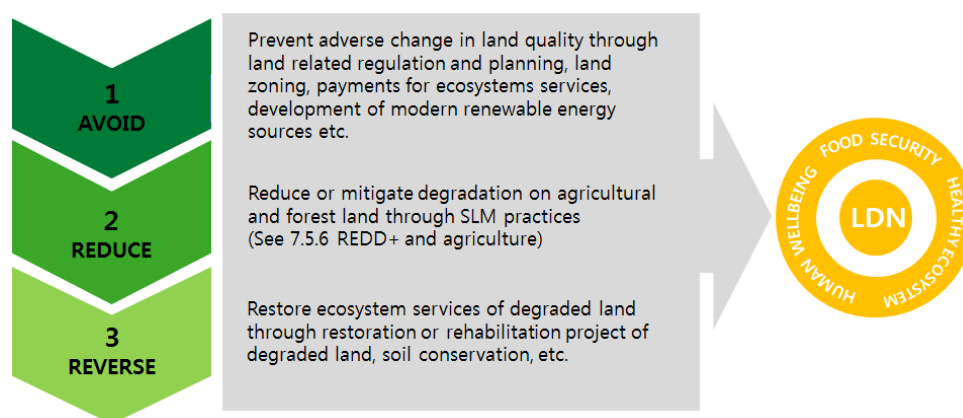 1
AVOID
Prevent adverse change in land quality through
land related regulation and planning, land
zoning, payments for ecosystems services,
development of modern renewable energy
sources etc.
2
REDUCE
Reduce or mitigate degradation on agricultural
and forest land through SLM practices
(See 7.5.6 REDD+ and agriculture)
3
REVERSE
Restore ecosystem services of degraded land
through restoration or rehabilitation project of
degraded land, soil conservation, etc.
HUMAN WELLBEING
FOOD SECURITY
HEALTHY ECOSYSTEM
LDN